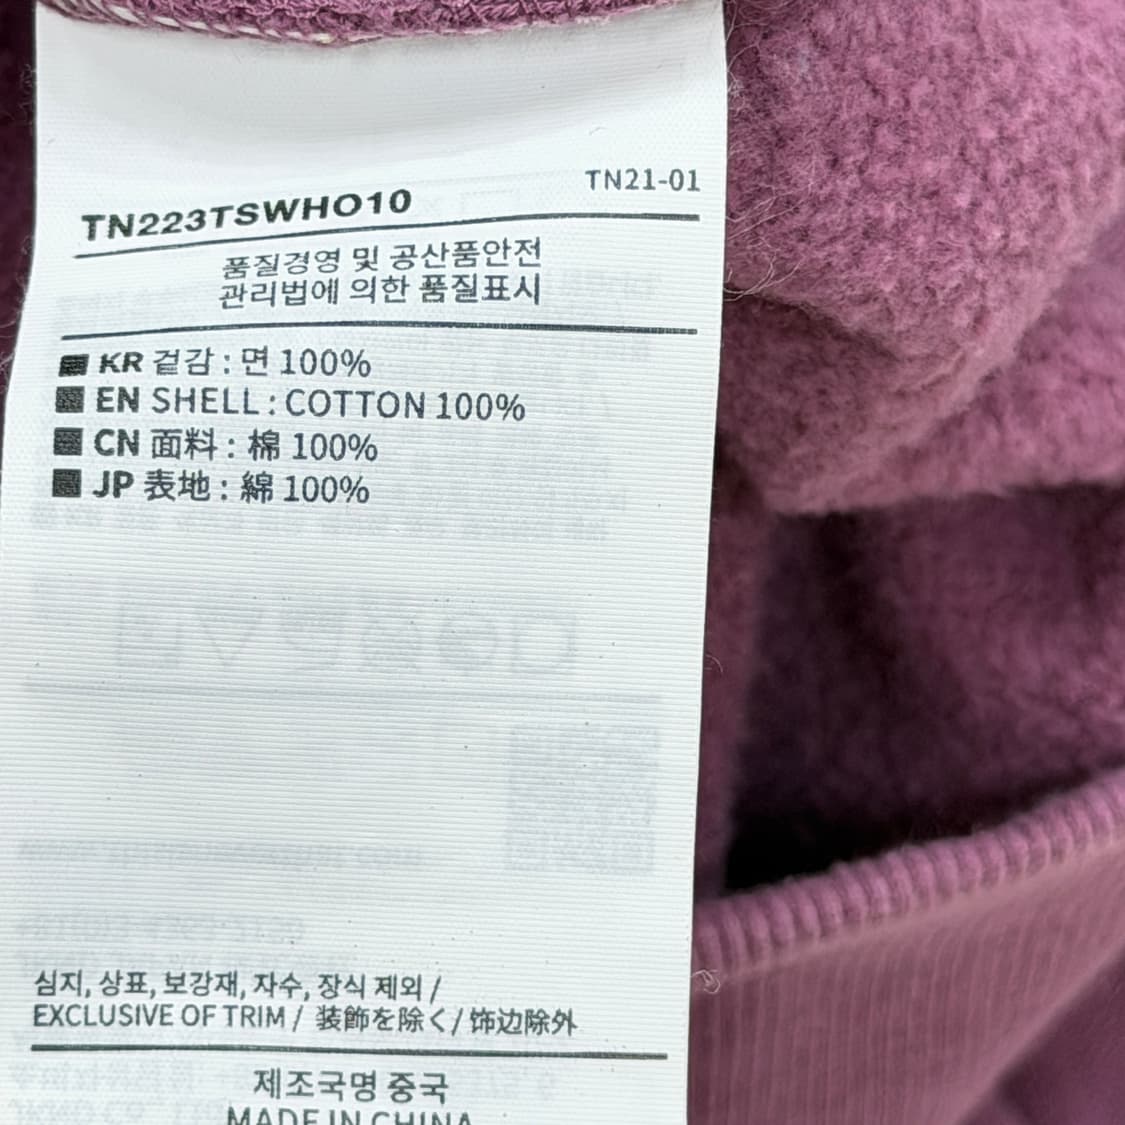 TN21-01
TN223TSWHO10
품질경영 및 공산품안전
관리법에 의한 품질표시
KR 겉감 : 면 100%
EN SHELL : COTTON 100%
CN 面料 : 棉 100%
JP 表地 : 綿 100%
심지, 상표, 보강재, 자수, 장식 제외 /
EXCLUSIVE OF TRIM / 装飾を除く / 饰边除外
제조국명 중국
MADE IN CHINA